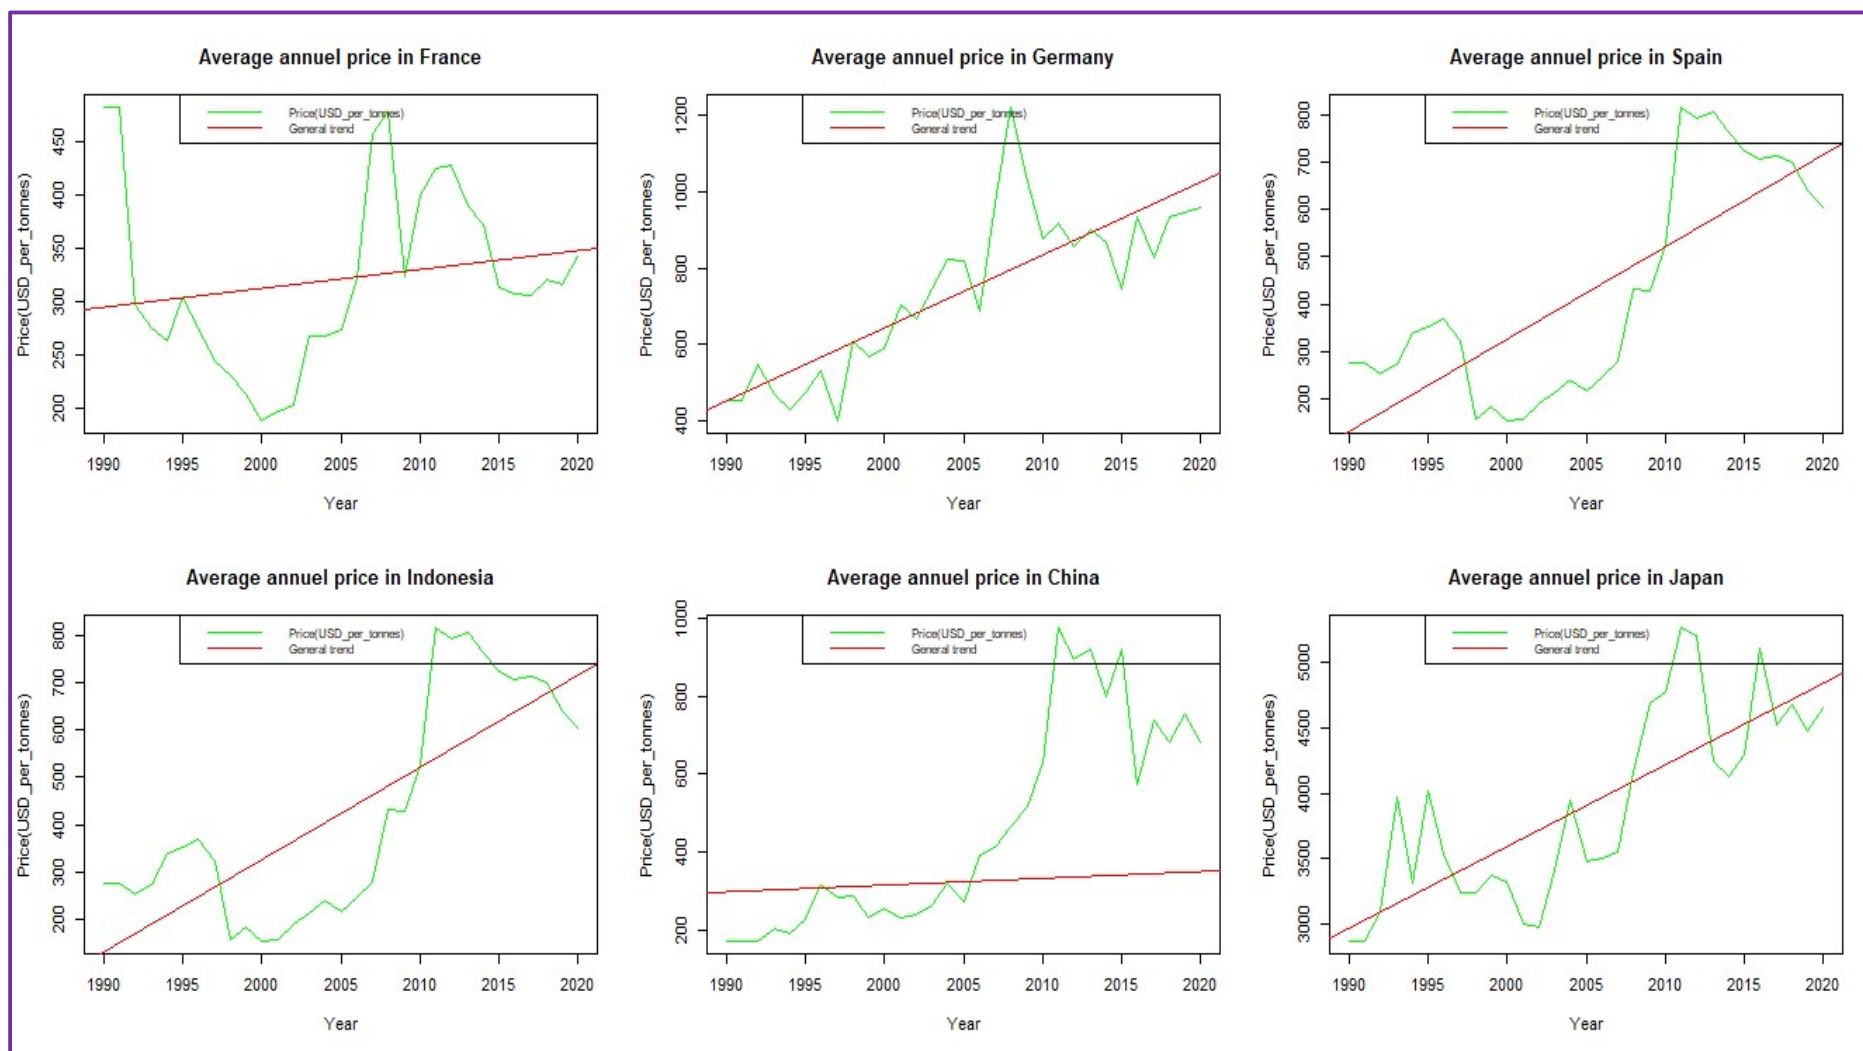 Average annuel price in France
Price(USD_per_tonnes)
General trend
450
400
350
300
250
200
Price(USD_per_tonnes)
1990 1995 2000 2005 2010 2015 2020
Year
Average annuel price in Germany
Price(USD_per_tonnes)
General trend
1200
1000
800
600
400
Price(USD_per_tonnes)
1990 1995 2000 2005 2010 2015 2020
Year
Average annuel price in Spain
Price(USD_per_tonnes)
General trend
800
700
600
500
400
300
200
Price(USD_per_tonnes)
1990 1995 2000 2005 2010 2015 2020
Year
Average annuel price in Indonesia
Price(USD_per_tonnes)
General trend
800
700
600
500
400
300
200
Price(USD_per_tonnes)
1990 1995 2000 2005 2010 2015 2020
Year
Average annuel price in China
Price(USD_per_tonnes)
General trend
1000
800
600
400
200
Price(USD_per_tonnes)
1990 1995 2000 2005 2010 2015 2020
Year
Average annuel price in Japan
Price(USD_per_tonnes)
General trend
5000
4500
4000
3500
3000
Price(USD_per_tonnes)
1990 1995 2000 2005 2010 2015 2020
Year